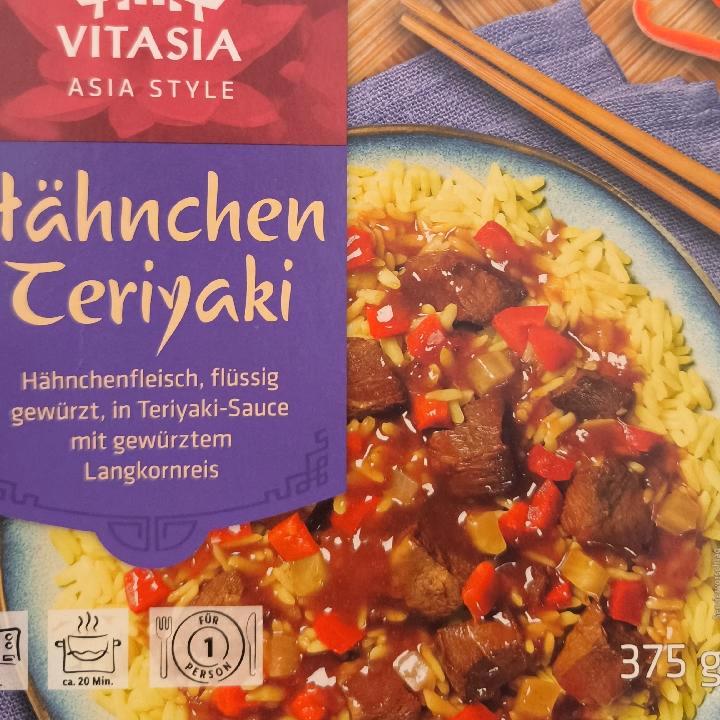 VITASIA
ASIA STYLE
Hähnchen
Teriyaki
Hähnchenfleisch, flüssig
gewürzt, in Teriyaki-Sauce
mit gewürztem
Langkornreis
ca. 20 Min.
FÜR
1
PERSON
375 g